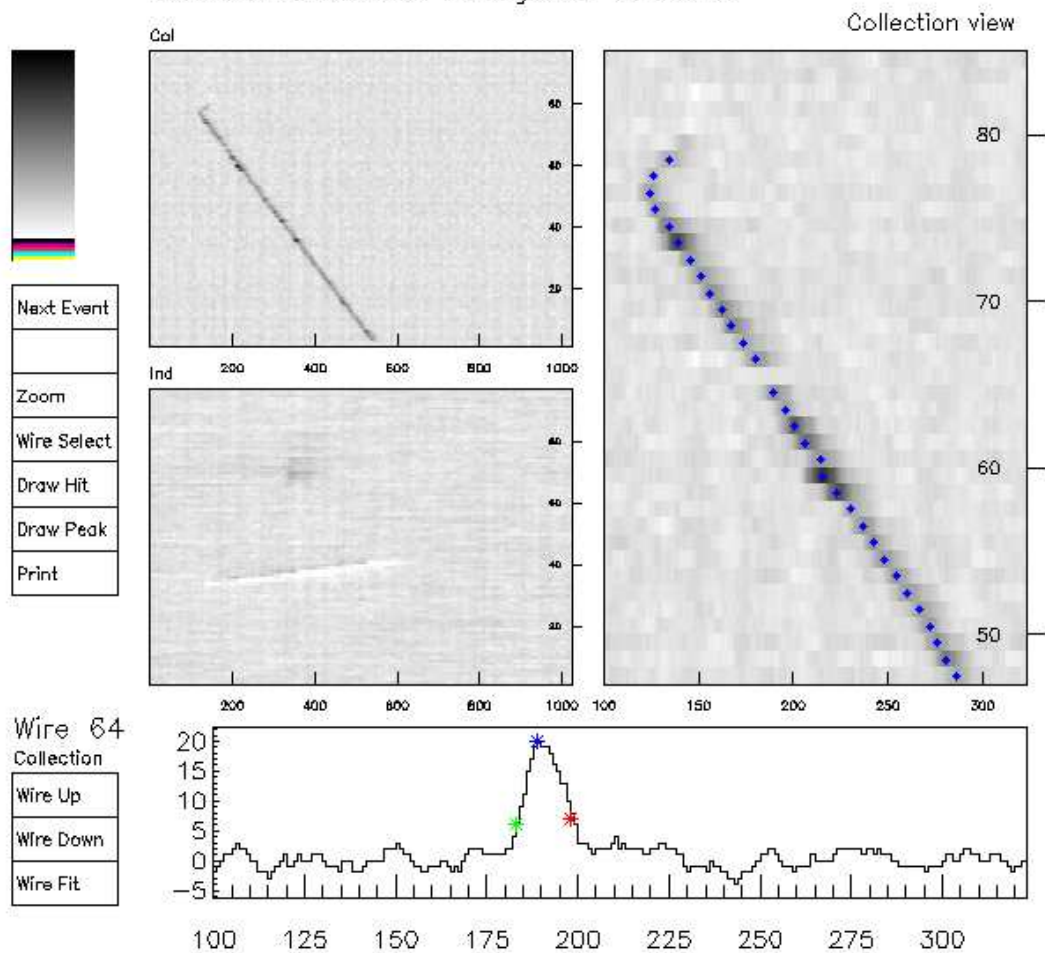 Collection view
Col
60
40
40
20
200 400 600 800 1000
80
70
60
50
100 150 200 250 300
Next Event
Zoom
Wire Select
Draw Hit
Draw Peak
Print
Ind
60
40
20
200 400 600 800 1000
Wire 64
Collection
Wire Up
Wire Down
Wire Fit
20
15
10
5
0
-5
100 125 150 175 200 225 250 275 300